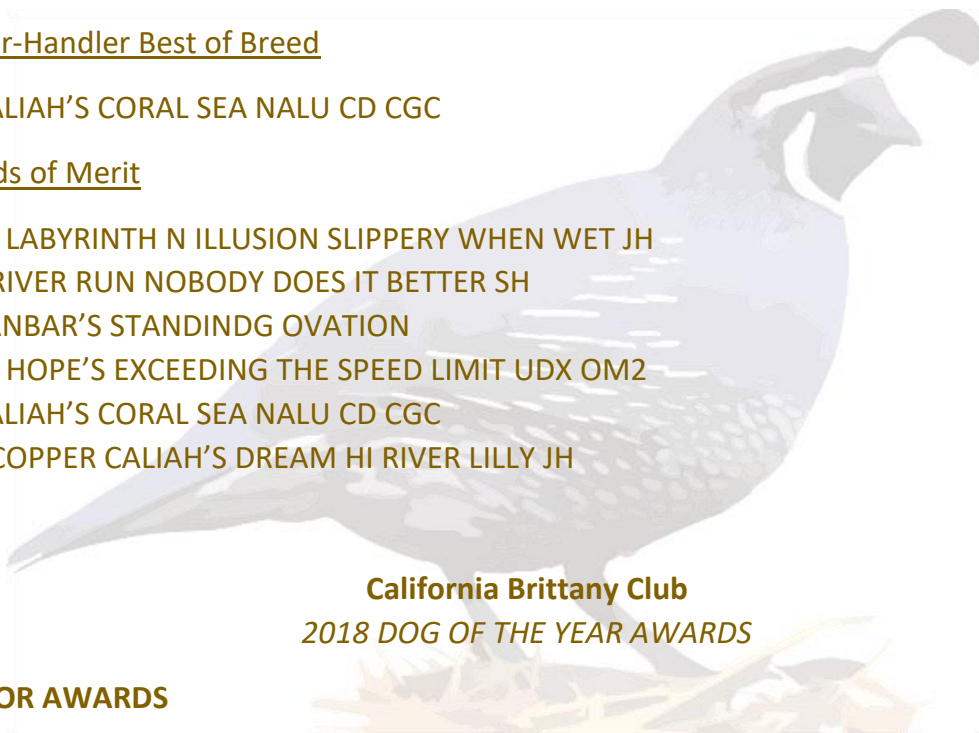 r-Handler Best of Breed
ALIAH’S CORAL SEA NALU CD CGC
ds of Merit
LABYRINTH N ILLUSION SLIPPERY WHEN WET JH
RIVER RUN NOBODY DOES IT BETTER SH
ANBAR’S STANDINDG OVATION
HOPE’S EXCEEDING THE SPEED LIMIT UDX OM2
ALIAH’S CORAL SEA NALU CD CGC
COPPER CALIAH’S DREAM HI RIVER LILLY JH
California Brittany Club
2018 DOG OF THE YEAR AWARDS
OR AWARDS